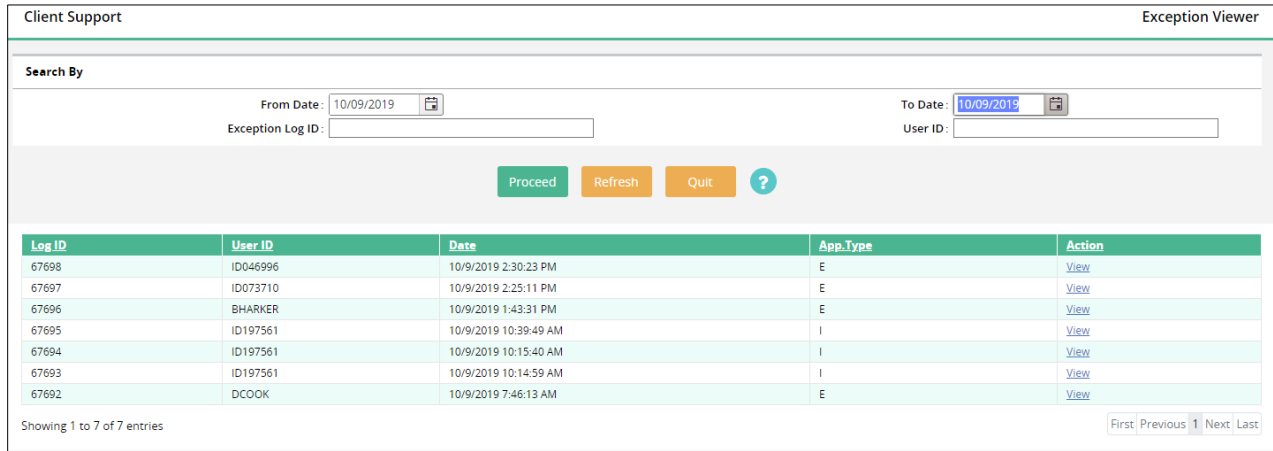 Client Support Exception Viewer
Search By
From Date : 10/09/2019 To Date : 10/09/2019
Exception Log ID : User ID :
Proceed Refresh Quit ?
Log ID User ID Date App.Type Action
67698 ID046996 10/9/2019 2:30:23 PM E View
67697 ID073710 10/9/2019 2:25:11 PM E View
67696 BHARKER 10/9/2019 1:43:31 PM E View
67695 ID197561 10/9/2019 10:39:49 AM I View
67694 ID197561 10/9/2019 10:15:40 AM I View
67693 ID197561 10/9/2019 10:14:59 AM I View
67692 DCOOK 10/9/2019 7:46:13 AM E View
Showing 1 to 7 of 7 entries First Previous 1 Next Last